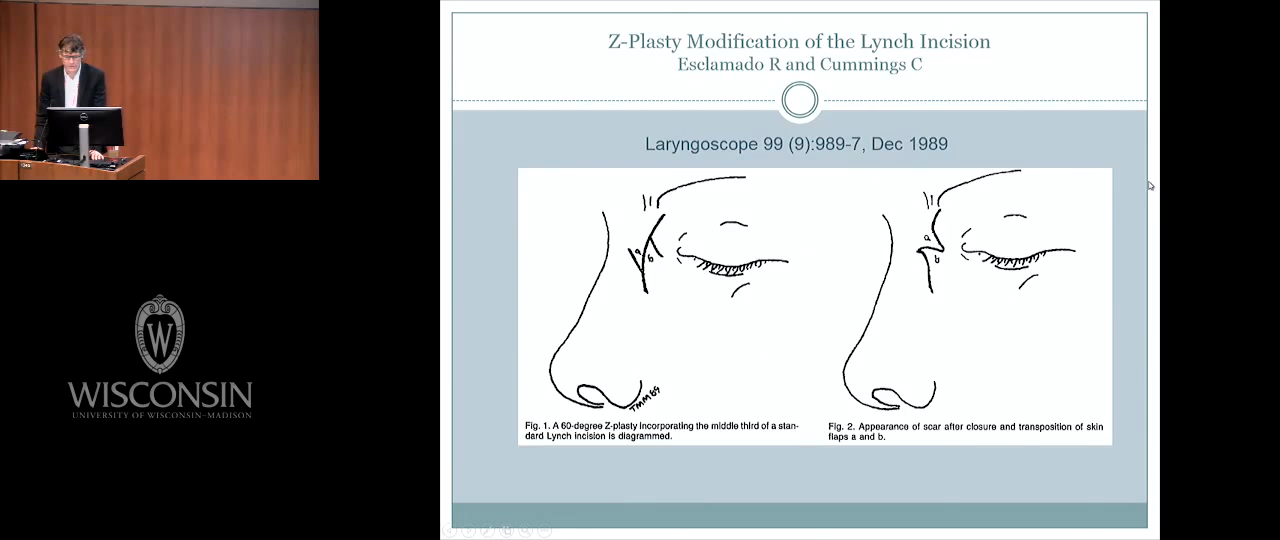 Z-Plasty Modification of the Lynch Incision
Esclamado R and Cummings C
Laryngoscope 99 (9):989-7, Dec 1989
a
b
a
b
TMM89
Fig. 1. A 60-degree Z-plasty incorporating the middle third of a stan-
dard Lynch incision is diagrammed.
Fig. 2. Appearance of scar after closure and transposition of skin
flaps a and b.
W
WISCONSIN
UNIVERSITY OF WISCONSIN–MADISON